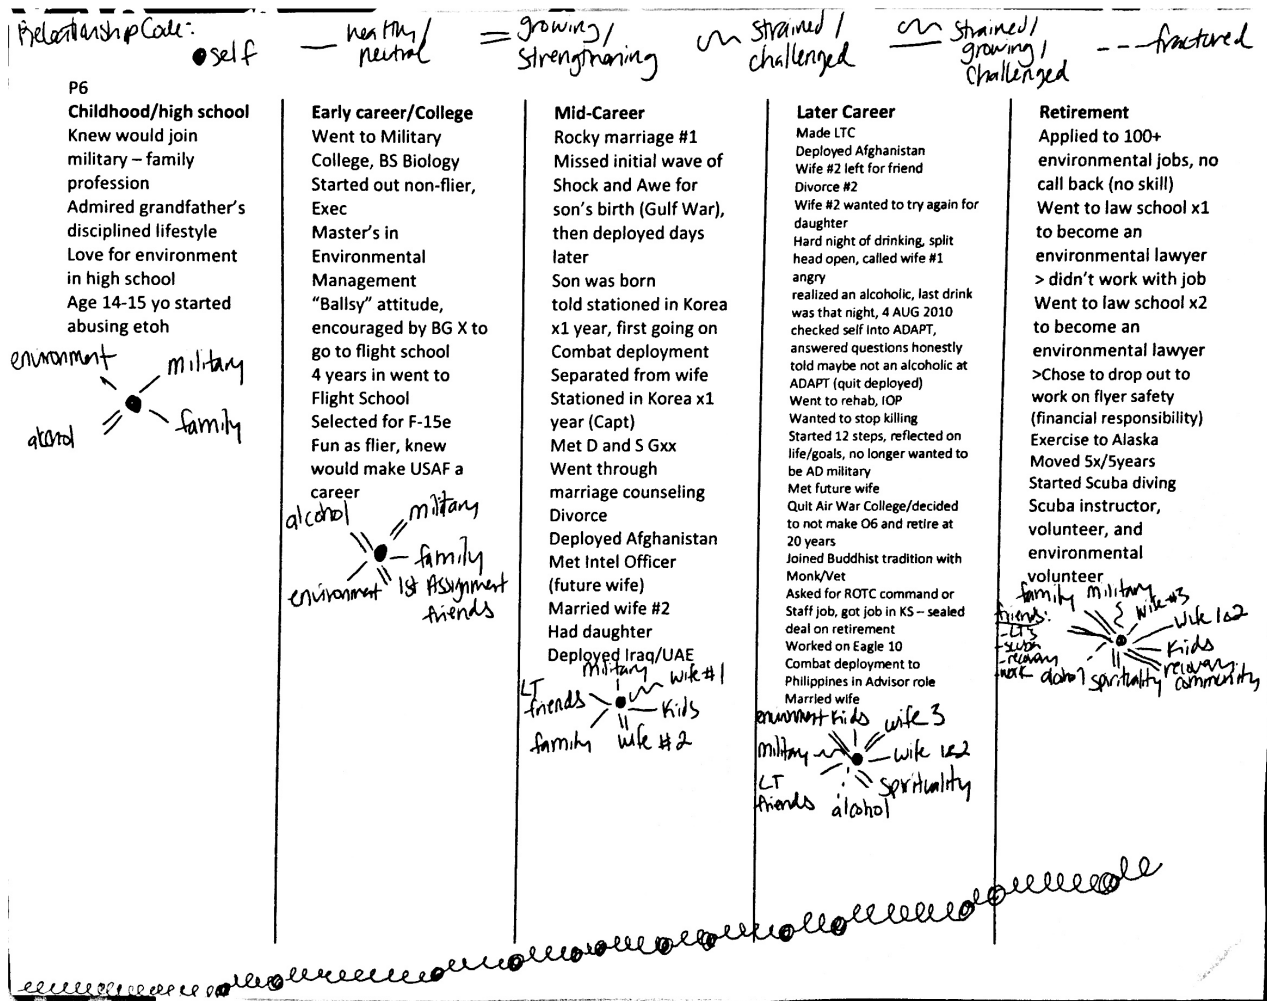 Relationship Code:
self
healthy/
neutral
growing/
strengthening
strained/
challenged
strained/
growing/
challenged
fractured
P6
Childhood/high school
Knew would join
military – family
profession
Admired grandfather's
disciplined lifestyle
Love for environment
in high school
Age 14-15 yo started
abusing etoh
environment
military
alcohol
family
Early career/College
Went to Military
College, BS Biology
Started out non-flier,
Exec
Master's in
Environmental
Management
"Ballsy" attitude,
encouraged by BG X to
go to flight school
4 years in went to
Flight School
Selected for F-15e
Fun as flier, knew
would make USAF a
career
alcohol
military
family
environment
1st Assignment
friends
Mid-Career
Rocky marriage #1
Missed initial wave of
Shock and Awe for
son's birth (Gulf War),
then deployed days
later
Son was born
told stationed in Korea
x1 year, first going on
Combat deployment
Separated from wife
Stationed in Korea x1
year (Capt)
Met D and S Gxx
Went through
marriage counseling
Divorce
Deployed Afghanistan
Met Intel Officer
(future wife)
Married wife #2
Had daughter
Deployed Iraq/UAE
military
wife #1
LT
friends
Kids
family
wife #2
Later Career
Made LTC
Deployed Afghanistan
Wife #2 left for friend
Divorce #2
Wife #2 wanted to try again for
daughter
Hard night of drinking, split
head open, called wife #1
angry
realized an alcoholic, last drink
was that night, 4 AUG 2010
checked self into ADAPT,
answered questions honestly
told maybe not an alcoholic at
ADAPT (quit deployed)
Went to rehab, IOP
Wanted to stop killing
Started 12 steps, reflected on
life/goals, no longer wanted to
be AD military
Met future wife
Quit Air War College/decided
to not make O6 and retire at
20 years
Joined Buddhist tradition with
Monk/Vet
Asked for ROTC command or
Staff job, got job in KS – sealed
deal on retirement
Worked on Eagle 10
Combat deployment to
Philippines in Advisor role
Married wife
environment
Kids
wife 3
military
wife 1&2
LT
friends
spirituality
alcohol
Retirement
Applied to 100+
environmental jobs, no
call back (no skill)
Went to law school x1
to become an
environmental lawyer
> didn't work with job
Went to law school x2
to become an
environmental lawyer
>Chose to drop out to
work on flyer safety
(financial responsibility)
Exercise to Alaska
Moved 5x/5years
Started Scuba diving
Scuba instructor,
volunteer, and
environmental
volunteer
family
military
wife #3
friends:
- LTs
- scuba
- recovery
- work
wife 1&2
Kids
recovery
community
alcohol
spirituality